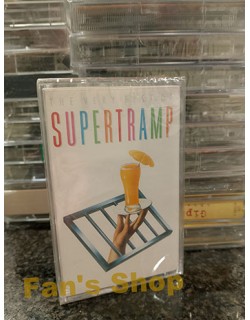 THE VERY BEST OF
SUPERTRAMP
Fan's Shop